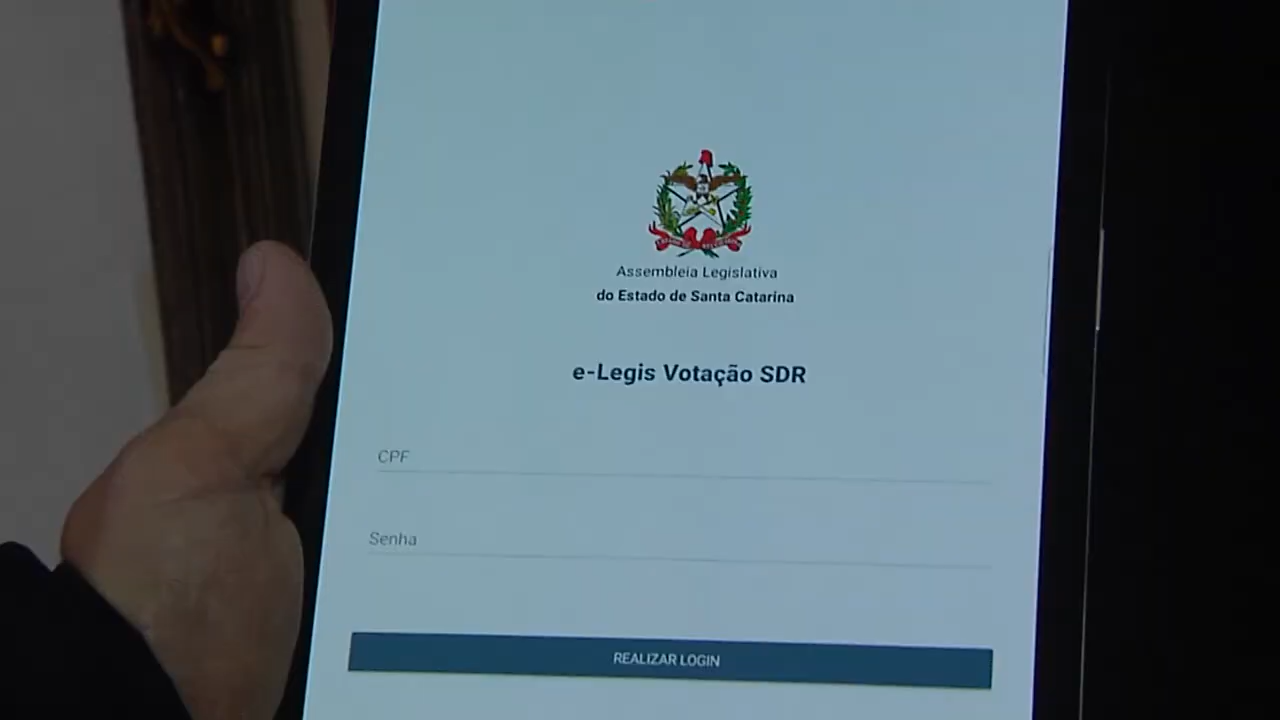 Assembleia Legislativa
do Estado de Santa Catarina
e-Legis Votação SDR
CPF
Senha
REALIZAR LOGIN